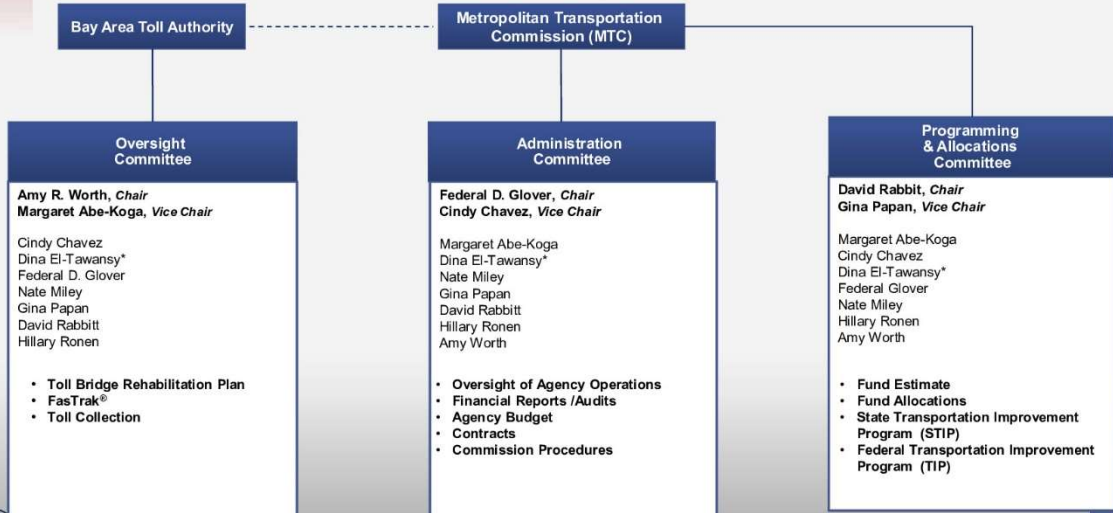 Bay Area Toll Authority
Metropolitan Transportation
Commission (MTC)
Oversight
Committee
Amy R. Worth, Chair
Margaret Abe-Koga, Vice Chair
Cindy Chavez
Dina El-Tawansy*
Federal D. Glover
Nate Miley
Gina Papan
David Rabbitt
Hillary Ronen
• Toll Bridge Rehabilitation Plan
• FasTrak®
• Toll Collection
Administration
Committee
Federal D. Glover, Chair
Cindy Chavez, Vice Chair
Margaret Abe-Koga
Dina El-Tawansy*
Nate Miley
Gina Papan
David Rabbitt
Hillary Ronen
Amy Worth
• Oversight of Agency Operations
• Financial Reports /Audits
• Agency Budget
• Contracts
• Commission Procedures
Programming
& Allocations
Committee
David Rabbit, Chair
Gina Papan, Vice Chair
Margaret Abe-Koga
Cindy Chavez
Dina El-Tawansy*
Federal Glover
Nate Miley
Hillary Ronen
Amy Worth
• Fund Estimate
• Fund Allocations
• State Transportation Improvement
Program (STIP)
• Federal Transportation Improvement
Program (TIP)